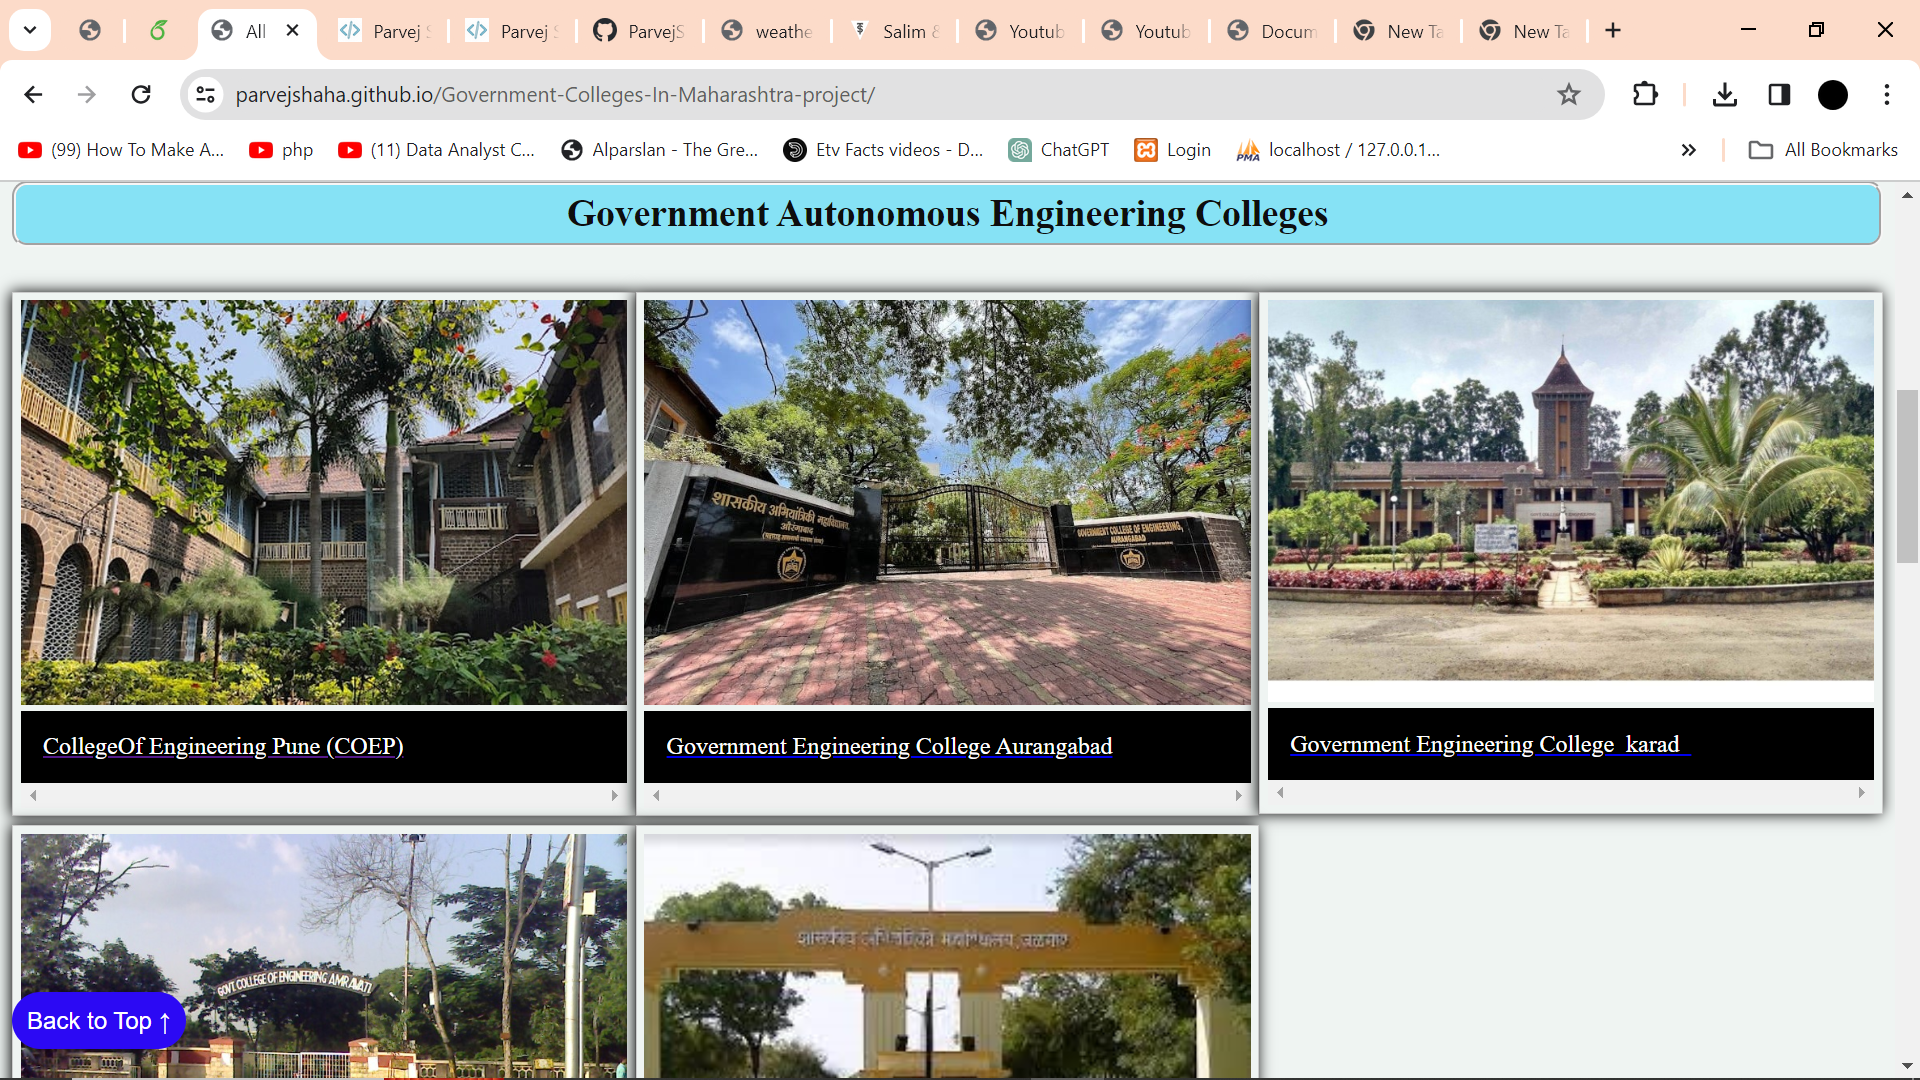 All
Parvej S
Parvej S
ParvejS
weathe
Salim &
Youtub
Youtub
Docum
New Ta
New Ta
parvejshaha.github.io/Government-Colleges-In-Maharashtra-project/
(99) How To Make A...
php
(11) Data Analyst C...
Alparslan - The Gre...
Etv Facts videos - D...
ChatGPT
Login
PMA
localhost / 127.0.0.1...
»
All Bookmarks
Government Autonomous Engineering Colleges
शासकीय अभियांत्रिकी महाविद्यालय,
औरंगाबाद
GOVERNMENT COLLEGE OF ENGINEERING,
AURANGABAD
CollegeOf Engineering Pune (COEP)
Government Engineering College Aurangabad
Government Engineering College karad
GOVT. COLLEGE OF ENGINEERING AMRAVATI
शासकीय अभियांत्रिकी महाविद्यालय, जळगाव
Back to Top ↑